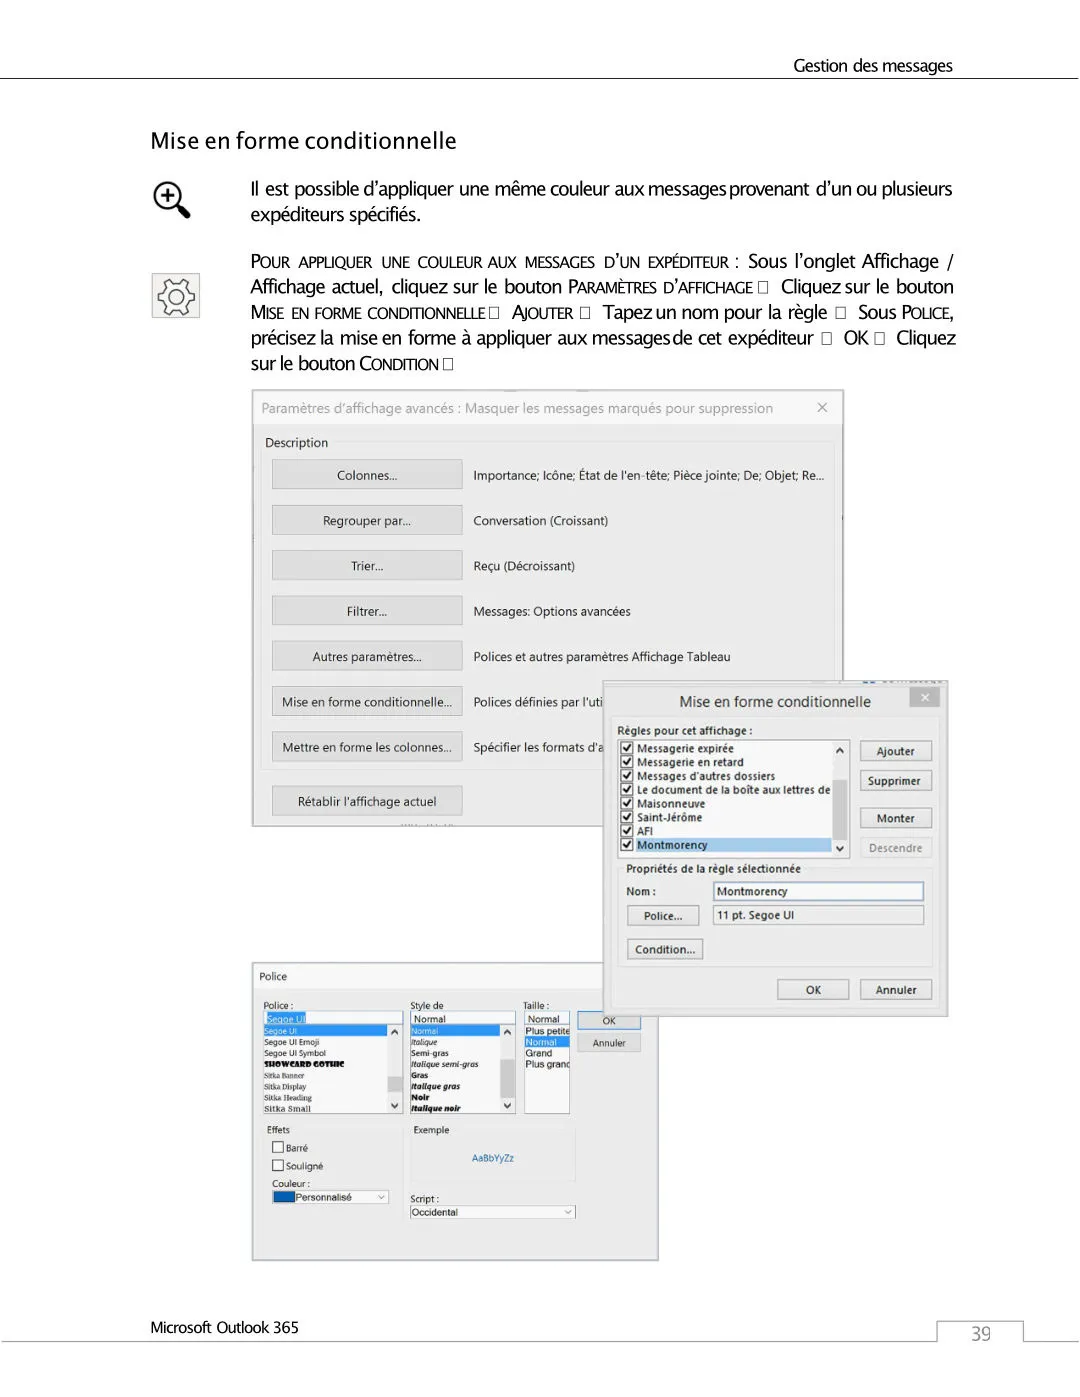 Gestion des messages
Mise en forme conditionnelle
Il est possible d’appliquer une même couleur aux messages provenant d’un ou plusieurs
expéditeurs spécifiés.
POUR APPLIQUER UNE COULEUR AUX MESSAGES D’UN EXPÉDITEUR : Sous l’onglet Affichage /
Affichage actuel, cliquez sur le bouton PARAMÈTRES D’AFFICHAGE  Cliquez sur le bouton
MISE EN FORME CONDITIONNELLE  AJOUTER  Tapez un nom pour la règle  Sous POLICE,
précisez la mise en forme à appliquer aux messages de cet expéditeur  OK  Cliquez
sur le bouton CONDITION 
Paramètres d'affichage avancés : Masquer les messages marqués pour suppression
Description
Colonnes... Importance; Icône; État de l'en-tête; Pièce jointe; De; Objet; Re...
Regrouper par... Conversation (Croissant)
Trier... Reçu (Décroissant)
Filtrer... Messages: Options avancées
Autres paramètres... Polices et autres paramètres Affichage Tableau
Mise en forme conditionnelle... Polices définies par l'uti
Mettre en forme les colonnes... Spécifier les formats d'a
Rétablir l'affichage actuel
Mise en forme conditionnelle
Règles pour cet affichage :
Messagerie expirée
Messagerie en retard
Messages d'autres dossiers
Le document de la boîte aux lettres de
Maisonneuve
Saint-Jérôme
AFI
Montmorency
Ajouter
Supprimer
Monter
Descendre
Propriétés de la règle sélectionnée
Nom : Montmorency
Police... 11 pt. Segoe UI
Condition...
OK Annuler
Police
Police :
Segoe UI
Segoe UI
Segoe UI Emoji
Segoe UI Symbol
SHOWCARD GOTHIC
Sitka Banner
Sitka Display
Sitka Heading
Sitka Small
Style de
Normal
Normal
Italique
Semi-gras
Italique semi-gras
Gras
Italique gras
Noir
Italique noir
Taille :
Normal
Plus petite
Normal
Grand
Plus grand
OK
Annuler
Effets
Barré
Souligné
Couleur :
Personnalisé
Exemple
AaBbYyZz
Script :
Occidental
Microsoft Outlook 365
39